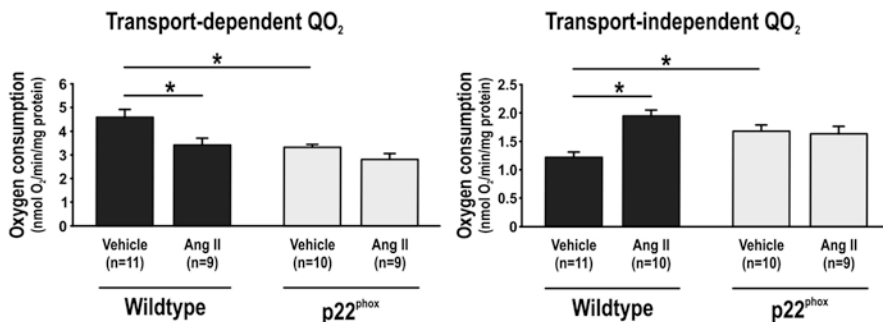 Transport-dependent QO₂
Oxygen consumption
(nmol O₂/min/mg protein)
6
5
4
3
2
1
0
*
*
Vehicle
(n=11)
Ang II
(n=9)
Vehicle
(n=10)
Ang II
(n=9)
Wildtype
p22ᵖʰᵒˣ
Transport-independent QO₂
Oxygen consumption
(nmol O₂/min/mg protein)
2.5
2.0
1.5
1.0
0.5
0
*
*
Vehicle
(n=11)
Ang II
(n=10)
Vehicle
(n=10)
Ang II
(n=9)
Wildtype
p22ᵖʰᵒˣ